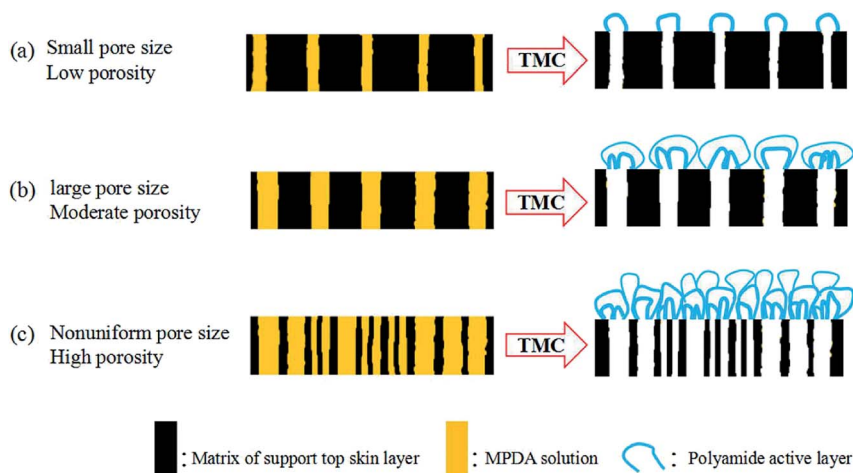 (a) Small pore size
Low porosity
TMC
(b) large pore size
Moderate porosity
TMC
(c) Nonuniform pore size
High porosity
TMC
: Matrix of support top skin layer : MPDA solution : Polyamide active layer